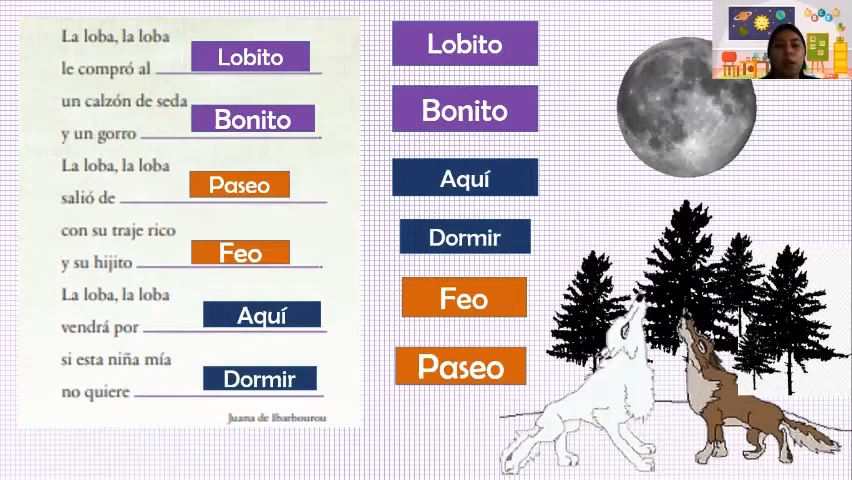 La loba, la loba
le compró al Lobito
un calzón de seda
y un gorro Bonito.
La loba, la loba
salió de Paseo
con su traje rico
y su hijito Feo.
La loba, la loba
vendrá por Aquí
si esta niña mía
no quiere Dormir
Juana de Ibarbourou
Lobito
Bonito
Aquí
Dormir
Feo
Paseo